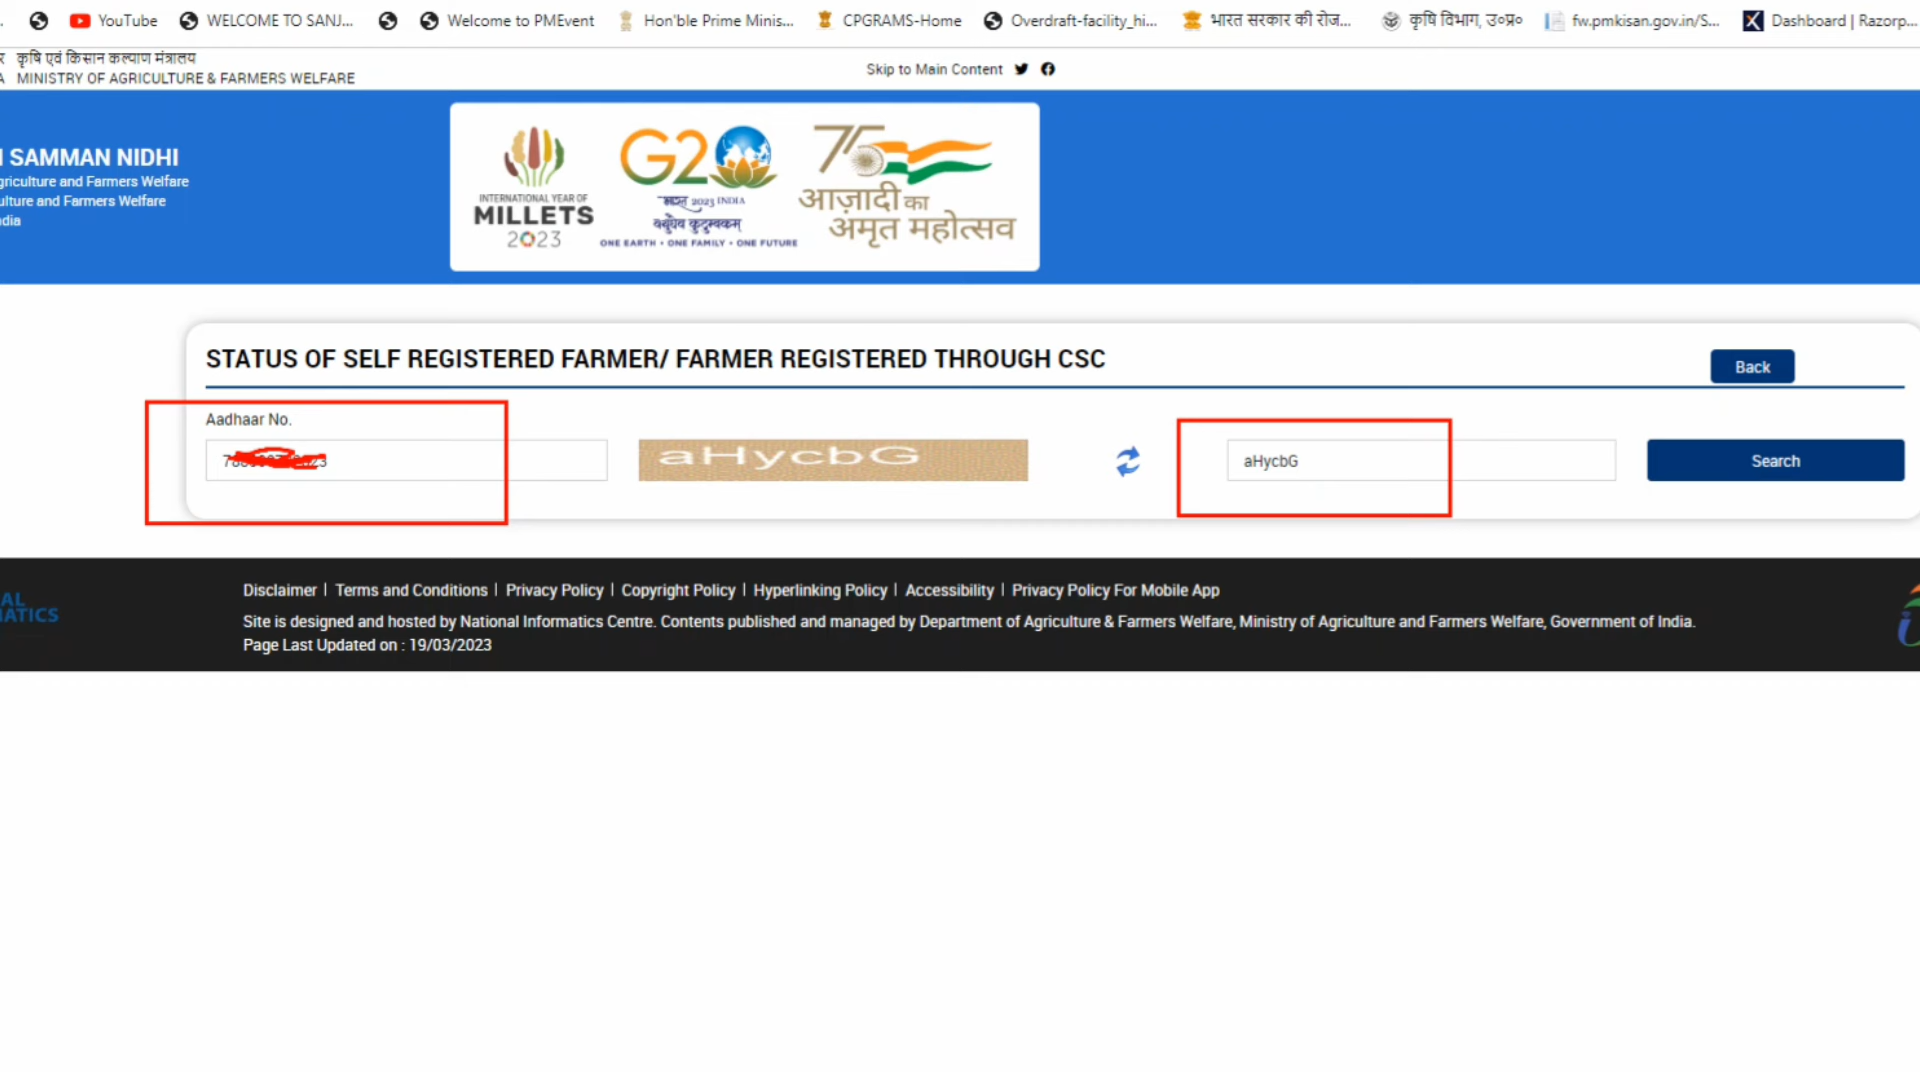 YouTube WELCOME TO SANJ... Welcome to PMEvent Hon'ble Prime Minis... CPGRAMS-Home Overdraft-facility_hi... भारत सरकार की रोज... कृषि विभाग, उ०प्र० fw.pmkisan.gov.in/S... Dashboard | Razorp...
कृषि एवं किसान कल्याण मंत्रालय
MINISTRY OF AGRICULTURE & FARMERS WELFARE
Skip to Main Content
SAMMAN NIDHI
griculture and Farmers Welfare
ulture and Farmers Welfare
dia
INTERNATIONAL YEAR OF
MILLETS
2023
G20
भारत 2023 INDIA
वसुधैव कुटुम्बकम्
ONE EARTH • ONE FAMILY • ONE FUTURE
75
आज़ादी का
अमृत महोत्सव
STATUS OF SELF REGISTERED FARMER/ FARMER REGISTERED THROUGH CSC
Back
Aadhaar No.
aHycbG
aHycbG
Search
AL
MATICS
Disclaimer | Terms and Conditions | Privacy Policy | Copyright Policy | Hyperlinking Policy | Accessibility | Privacy Policy For Mobile App
Site is designed and hosted by National Informatics Centre. Contents published and managed by Department of Agriculture & Farmers Welfare, Ministry of Agriculture and Farmers Welfare, Government of India.
Page Last Updated on : 19/03/2023